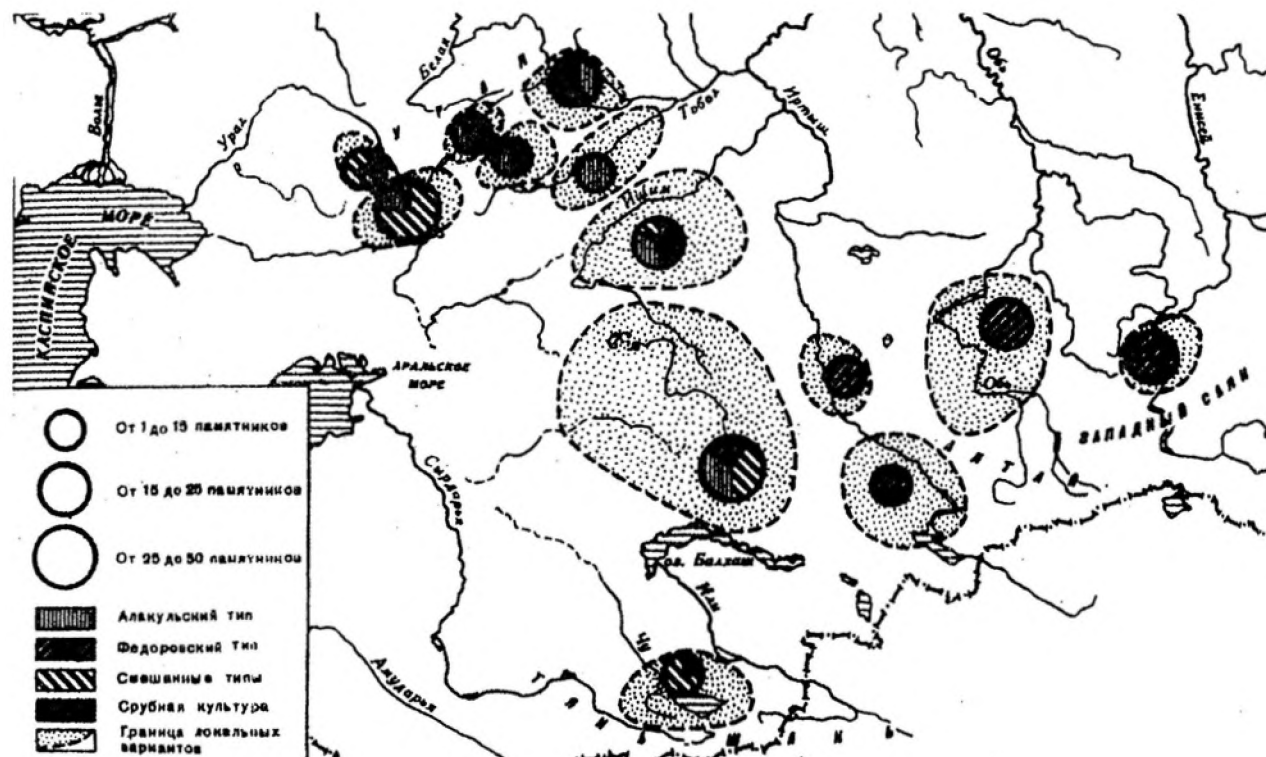 Волга
Урал
Белая
У Р А Л
Тобол
Иртыш
Обь
Енисей
Ишим
КАСПИЙСКОЕ
МОРЕ
АРАЛЬСКОЕ
МОРЕ
Сырдарья
Амударья
оз. Балхаш
Или
Чу
Т Я Н Ь Ш А Н Ь
А Л Т А Й
ЗАПАДНЫЙ САЯН
Обь
От 1 до 15 памятников
От 15 до 25 памятников
От 25 до 50 памятников
Алакульский тип
Федоровский тип
Смешанные типы
Срубная культура
Граница локальных
вариантов